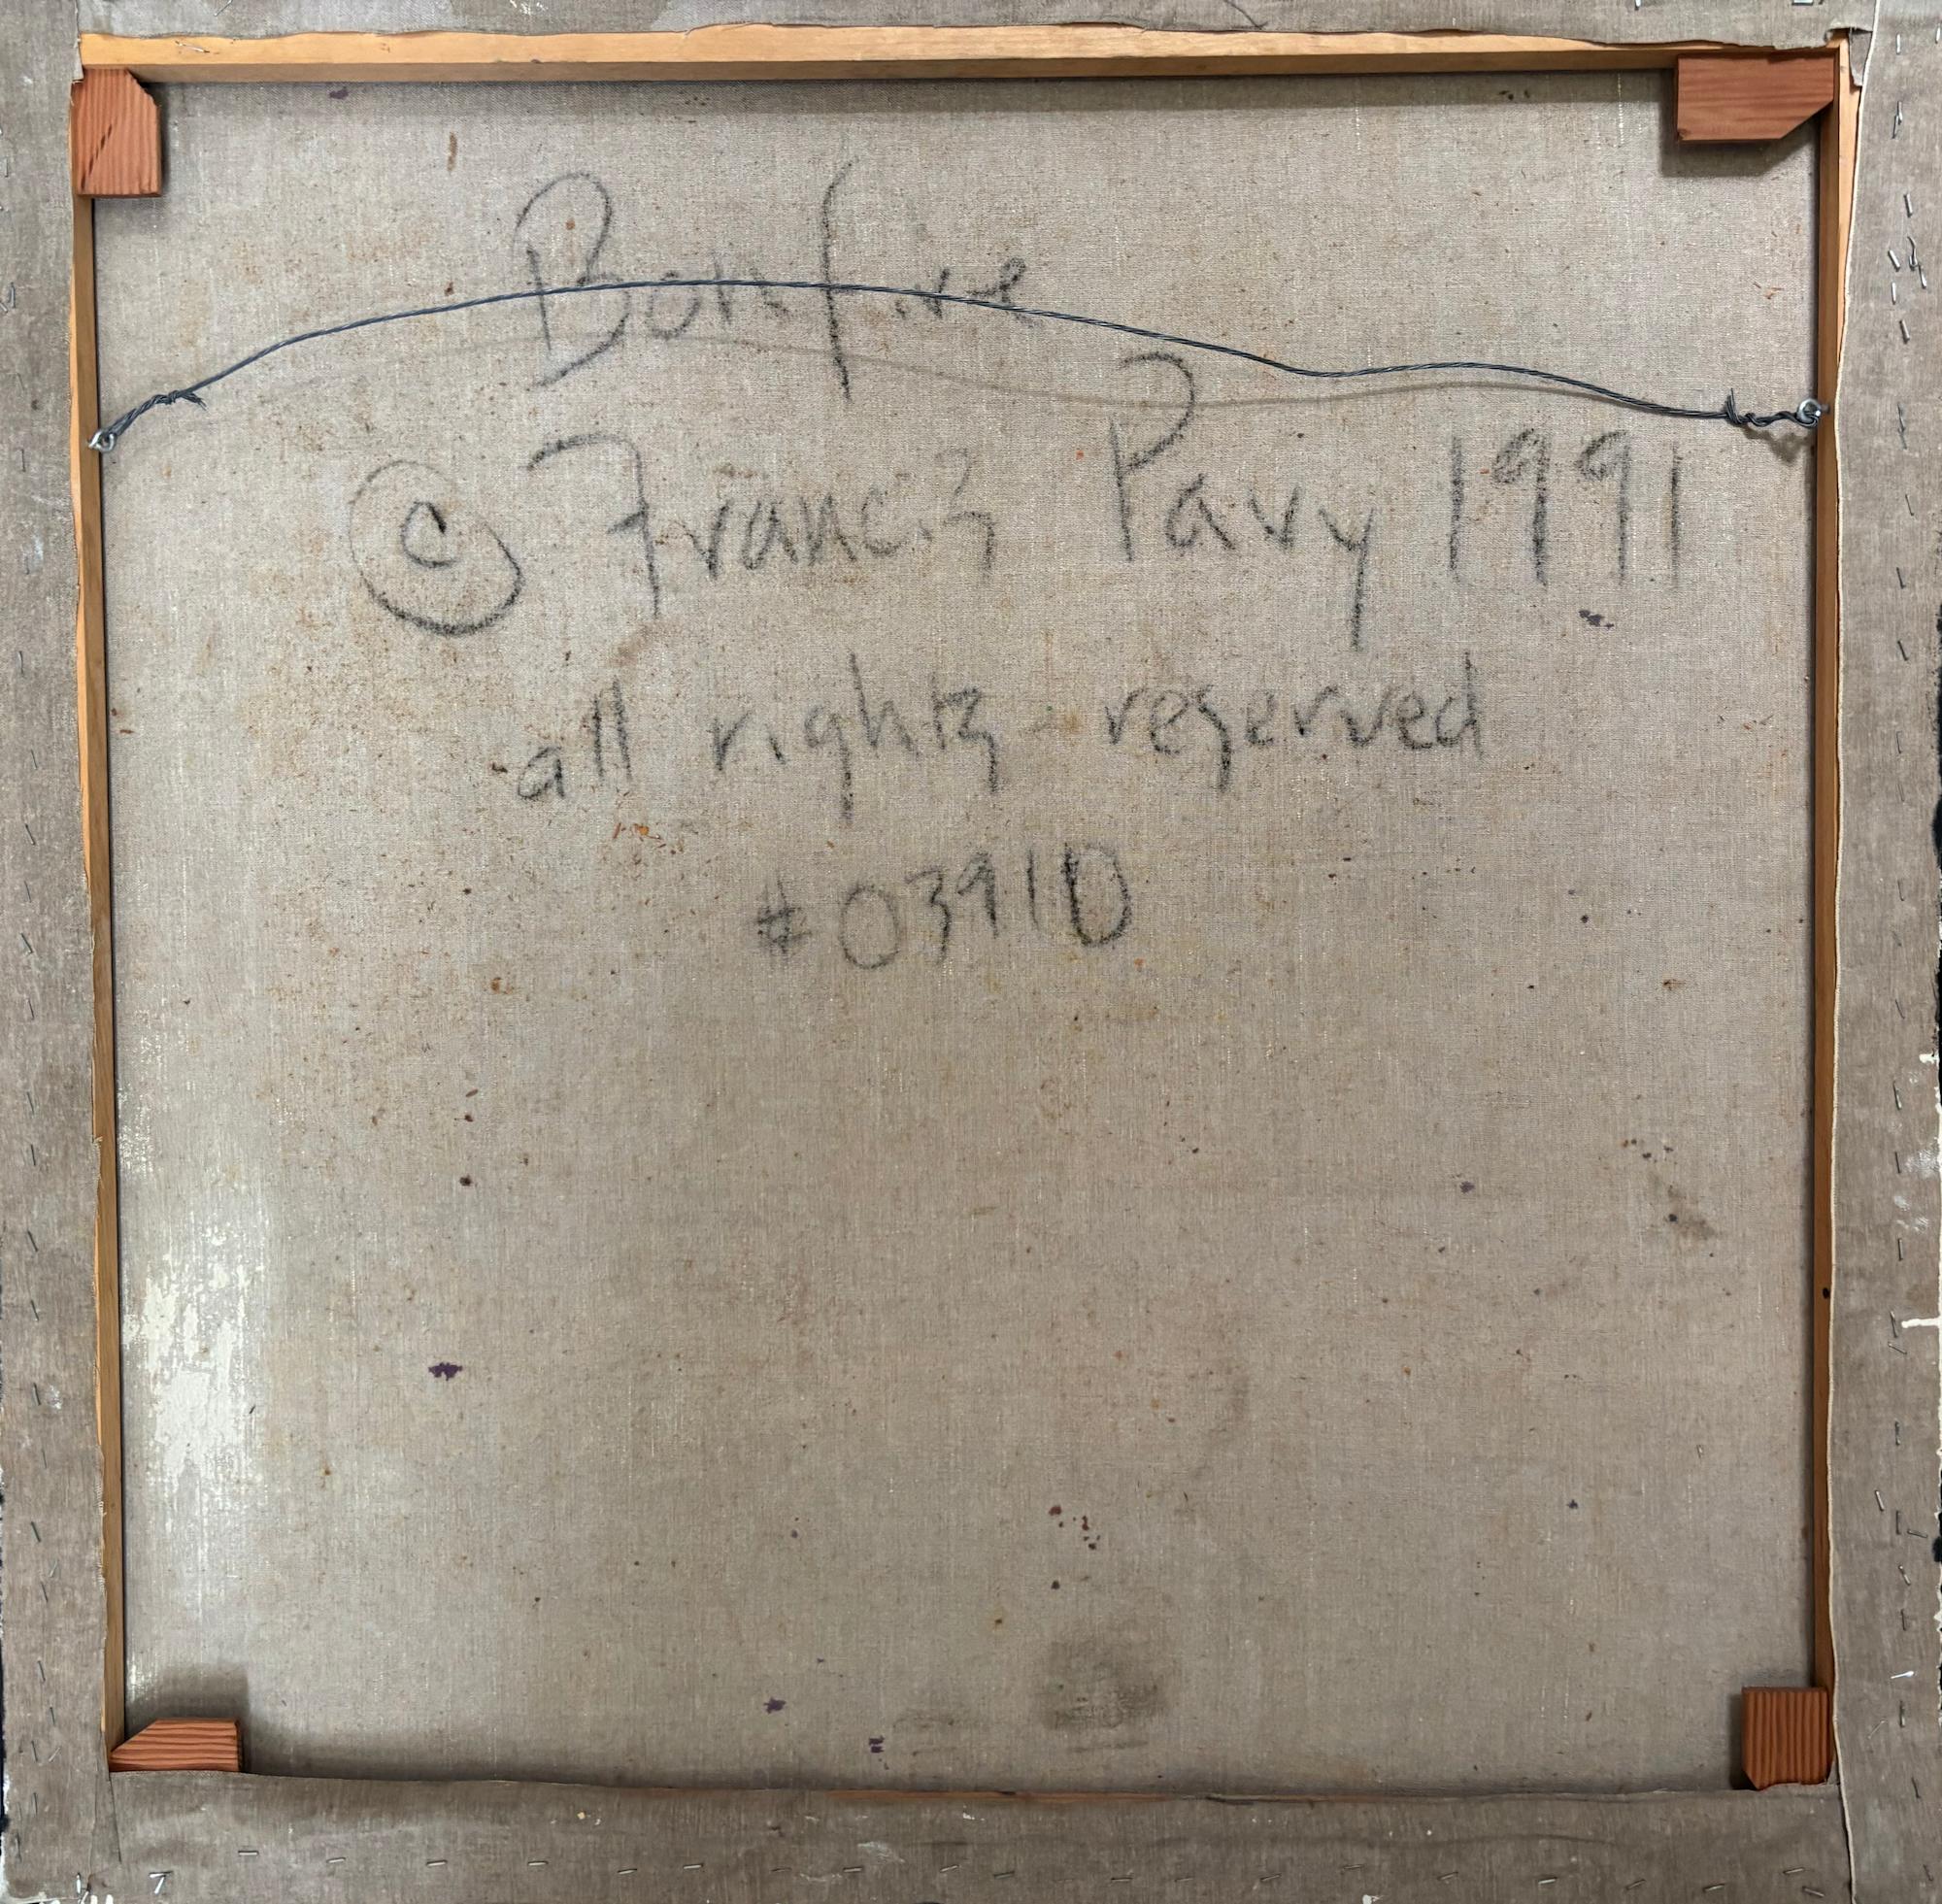 Bonfire
© Francis Pavy 1991
all rights reserved
#03910